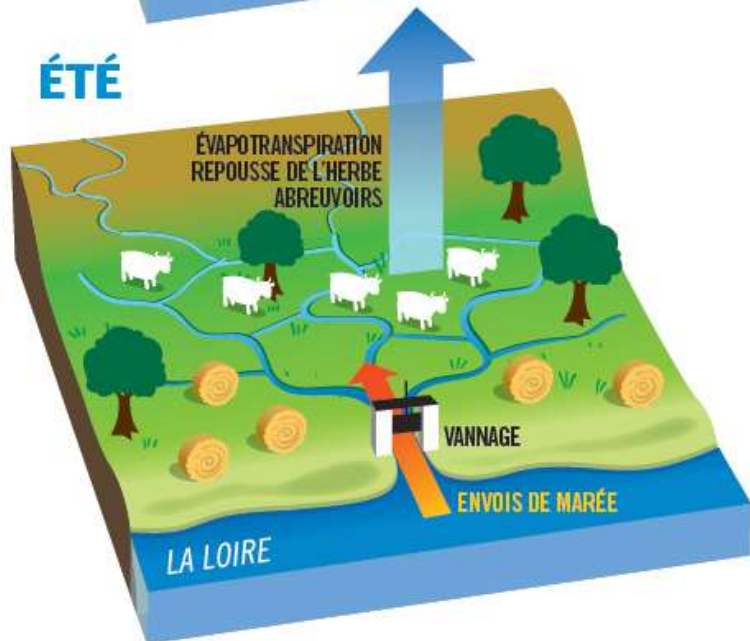 ÉTÉ
ÉVAPOTRANSPIRATION
REPOUSSE DE L'HERBE
ABREUVOIRS
VANNAGE
ENVOIS DE MARÉE
LA LOIRE